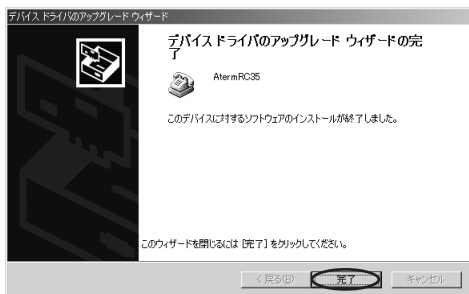 デバイス ドライバのアップグレード ウィザード
デバイス ドライバのアップグレード ウィザードの完
了
AtermRC35
このデバイスに対するソフトウェアのインストールが終了しました。
このウィザードを閉じるには [完了] をクリックしてください。
< 戻る(B)
完了
キャンセル